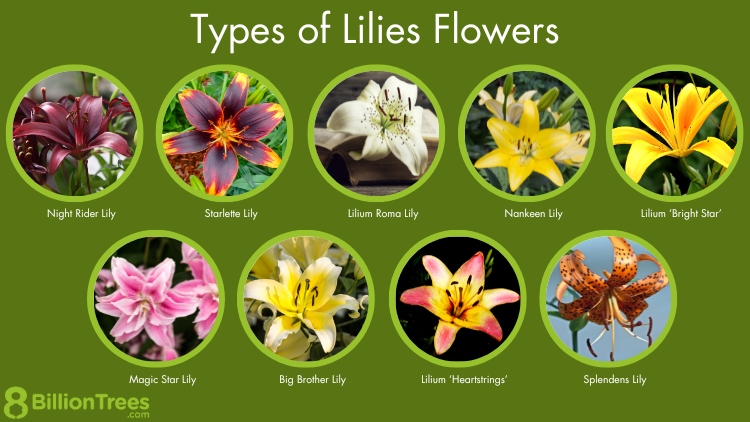 Types of Lilies Flowers
Night Rider Lily
Starlette Lily
Lilium Roma Lily
Nankeen Lily
Lilium ‘Bright Star’
Magic Star Lily
Big Brother Lily
Lilium ‘Heartstrings’
Splendens Lily
8 BillionTrees
.com